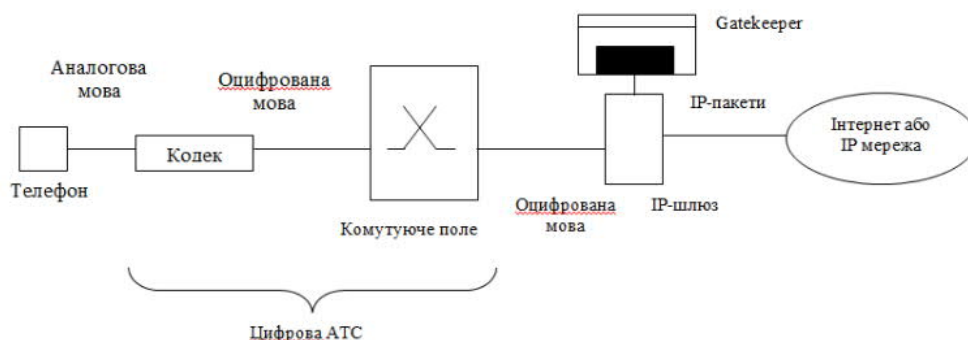 Gatekeeper
Аналогова
мова
Оцифрована
мова
IP-пакети
Інтернет або
IP мережа
Кодек
Телефон
Комутуюче поле
Оцифрована
мова
IP-шлюз
Цифрова АТС